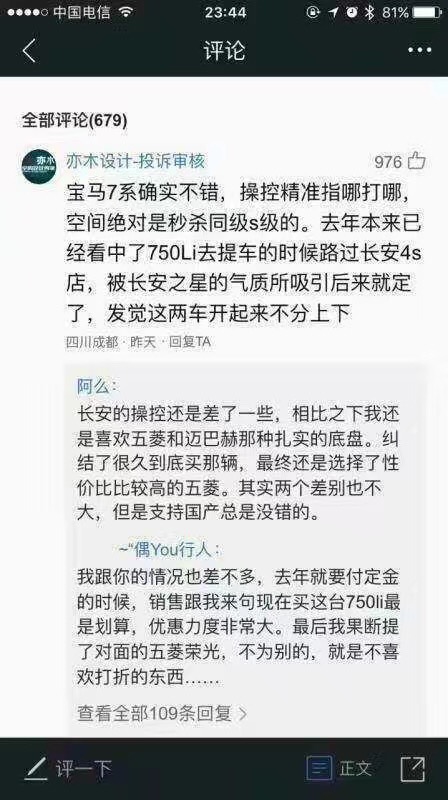 中国电信
23:44
81%
评论
全部评论(679)
亦木
亦木设计-投诉审核
976
宝马7系确实不错，操控精准指哪打哪，
空间绝对是秒杀同级s级的。去年本来已
经看中了750Li去提车的时候路过长安4s
店，被长安之星的气质所吸引后来就定
了，发觉这两车开起来不分上下
四川成都 · 昨天 · 回复TA
阿么：
长安的操控还是差了一些，相比之下我还
是喜欢五菱和迈巴赫那种扎实的底盘。纠
结了很久到底买那辆，最终还是选择了性
价比比较高的五菱。其实两个差别也不
大，但是支持国产总是没错的。
~“偶You行人：
我跟你的情况也差不多，去年就要付定金
的时候，销售跟我来句现在买这台750li最
是划算，优惠力度非常大。最后我果断提
了对面的五菱荣光，不为别的，就是不喜
欢打折的东西……
查看全部109条回复 >
评一下
正文